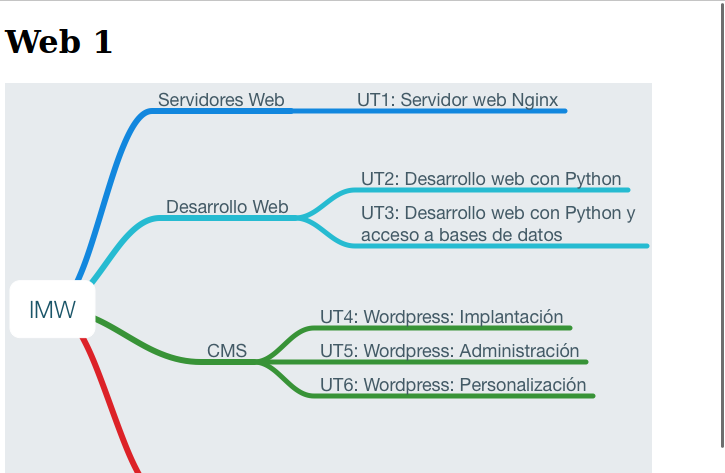 Web 1
Servidores Web
UT1: Servidor web Nginx
Desarrollo Web
UT2: Desarrollo web con Python
UT3: Desarrollo web con Python y
acceso a bases de datos
IMW
CMS
UT4: Wordpress: Implantación
UT5: Wordpress: Administración
UT6: Wordpress: Personalización